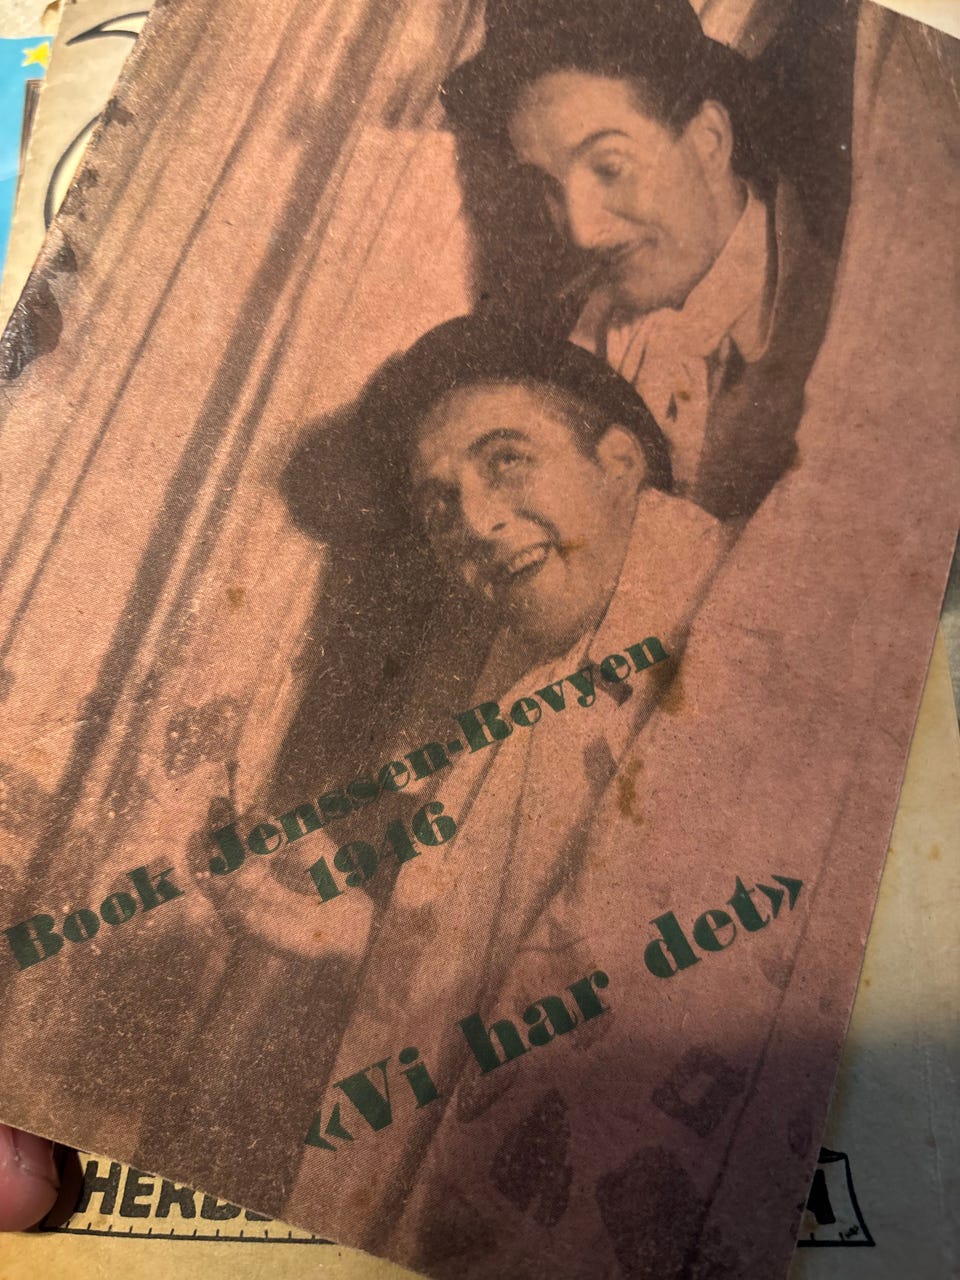 Book Jenssen-Revyen
1946
«Vi har det»